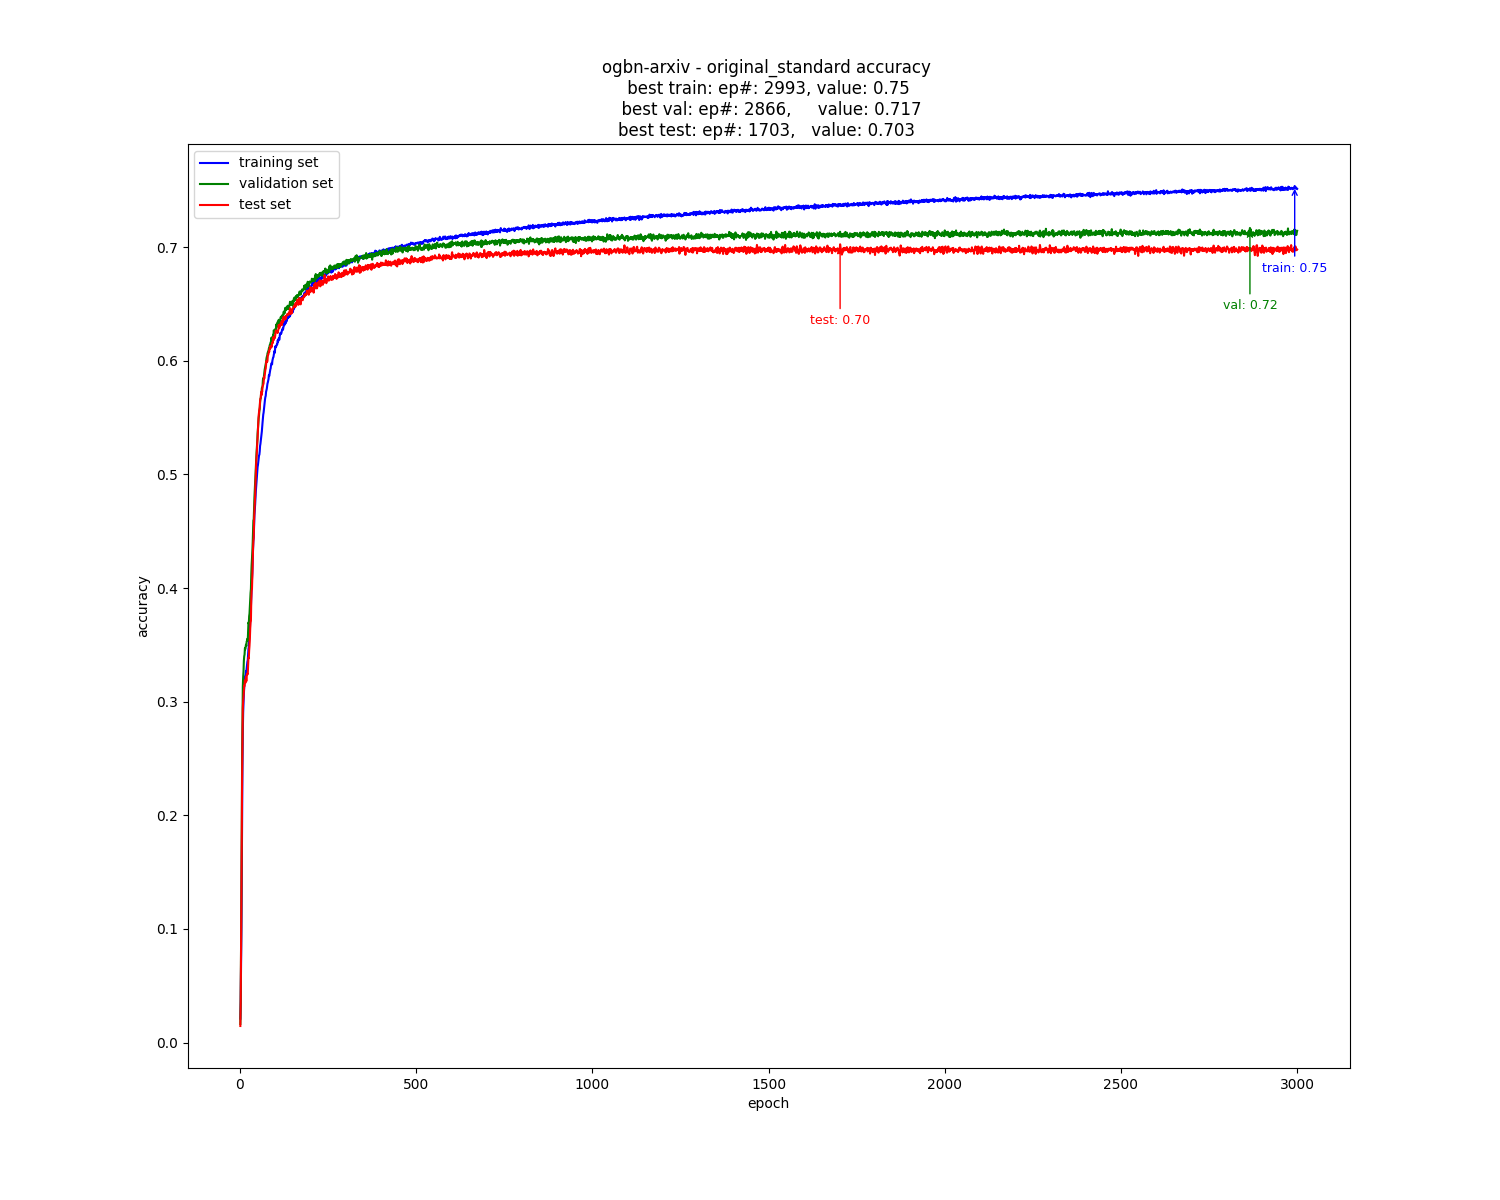 ogbn-arxiv - original_standard accuracy
best train: ep#: 2993, value: 0.75
best val: ep#: 2866,     value: 0.717
best test: ep#: 1703,   value: 0.703
training set
validation set
test set
0.7
0.6
0.5
0.4
0.3
0.2
0.1
0.0
accuracy
train: 0.75
val: 0.72
test: 0.70
0
500
1000
1500
2000
2500
3000
epoch